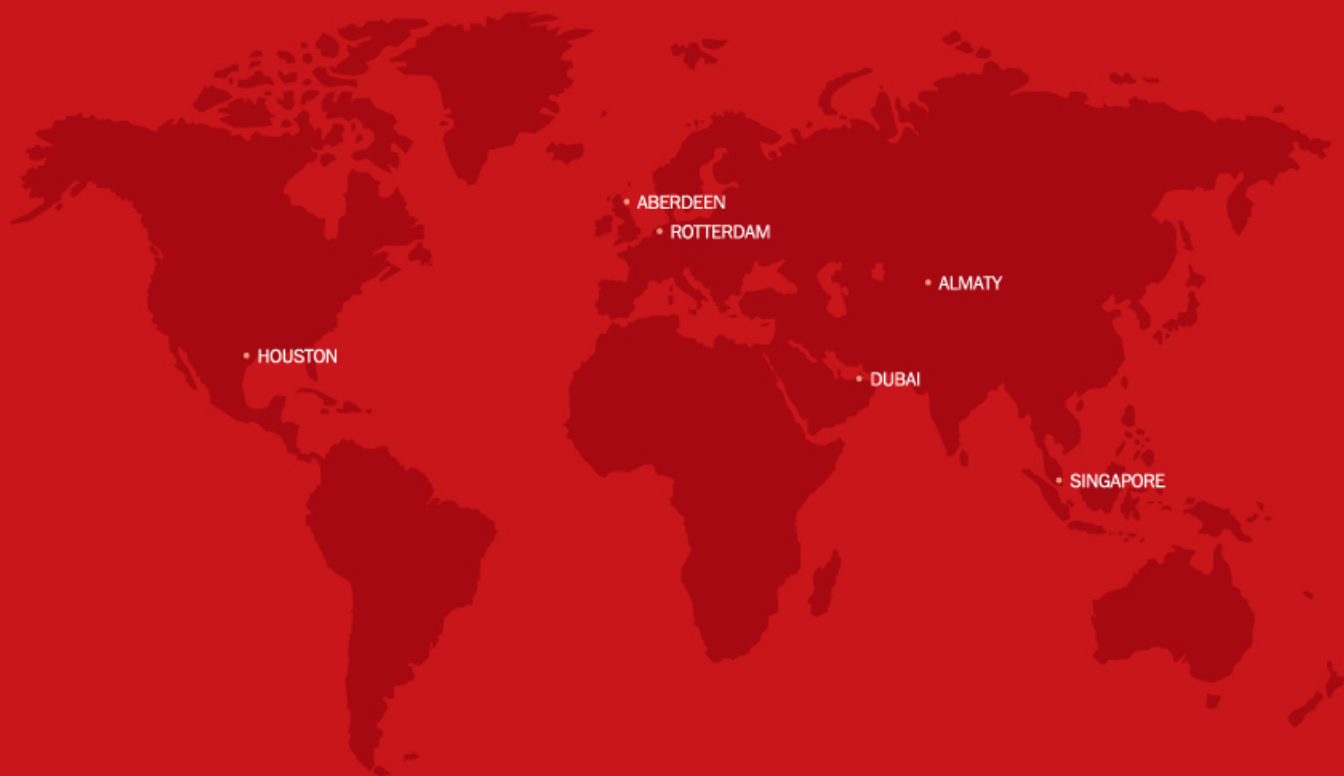 ABERDEEN
ROTTERDAM
ALMATY
HOUSTON
DUBAI
SINGAPORE